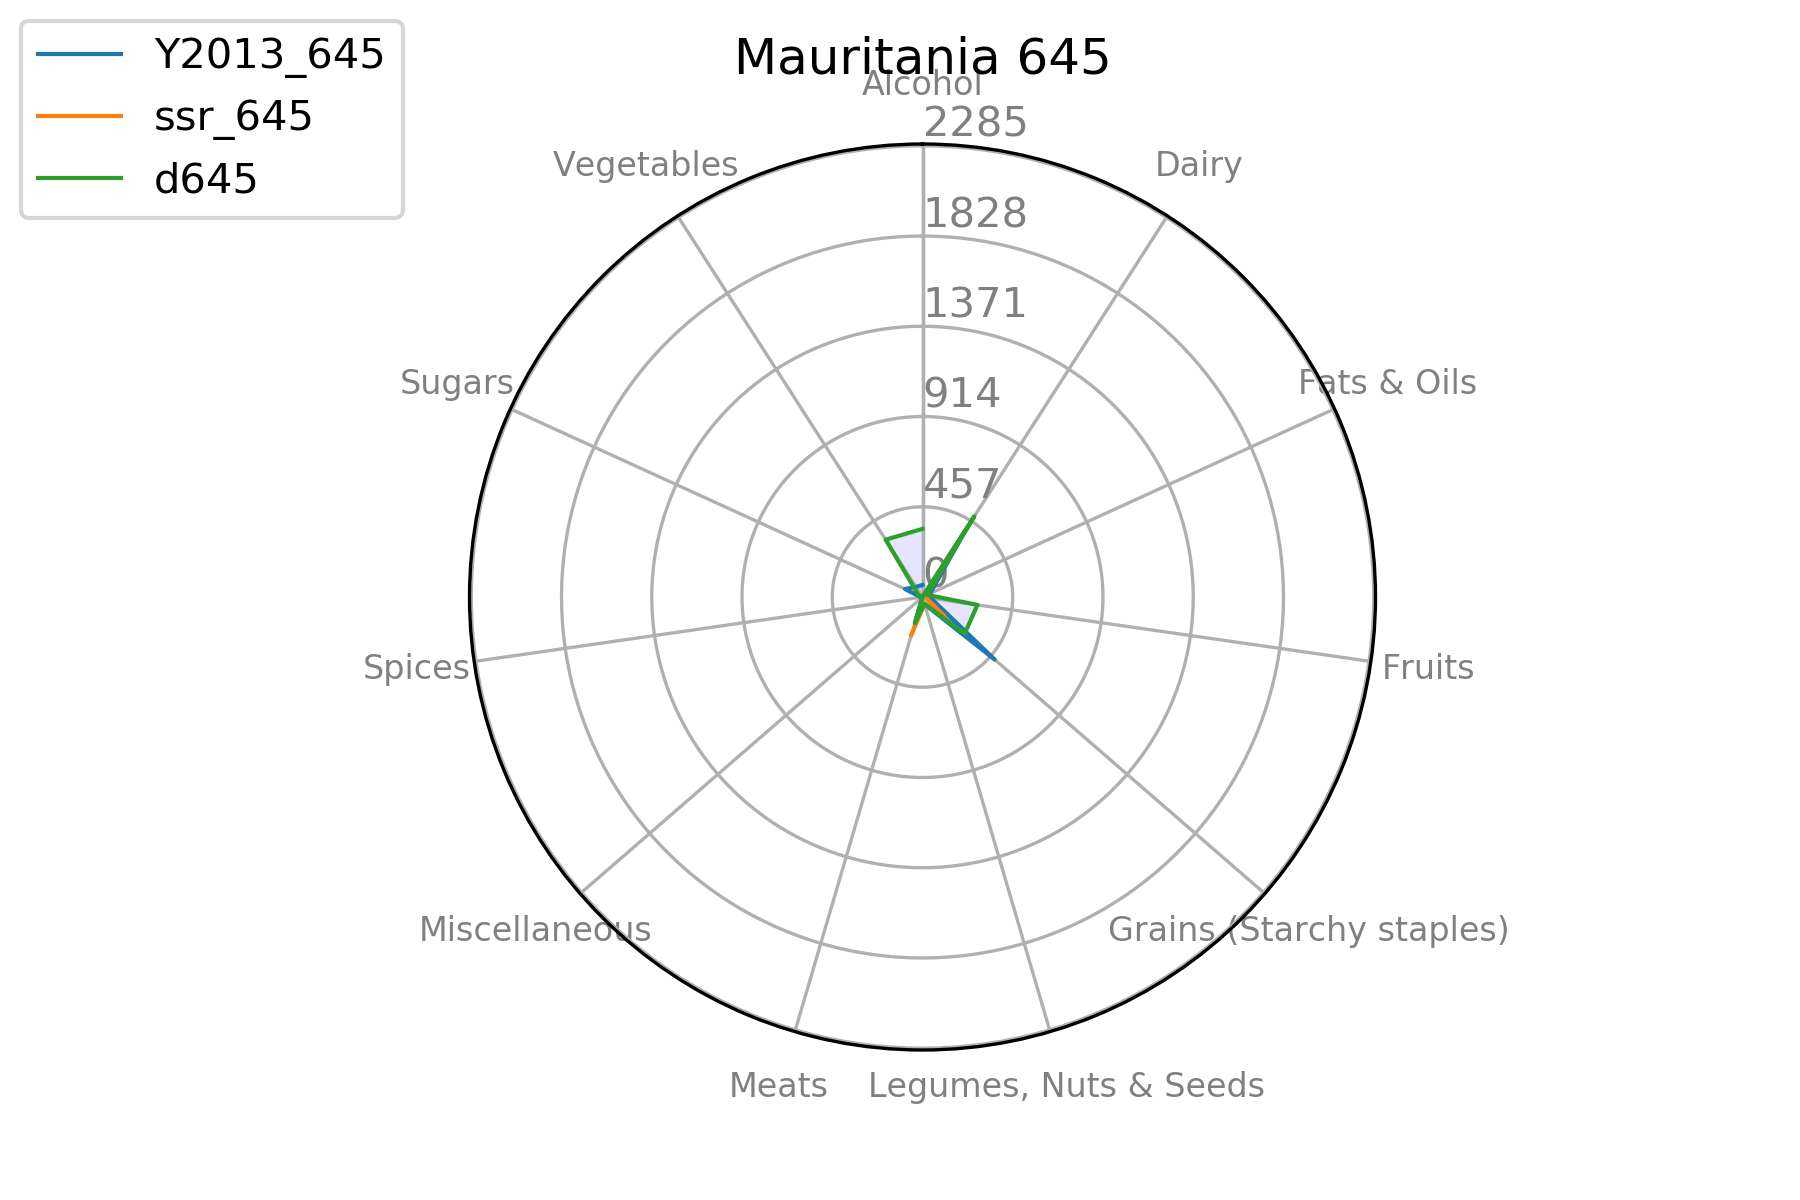 Y2013_645
ssr_645
d645
Mauritania 645
Alcohol
2285
Vegetables
Dairy
1828
1371
Sugars
914
Fats & Oils
457
0
Spices
Fruits
Miscellaneous
Grains (Starchy staples)
Meats
Legumes, Nuts & Seeds